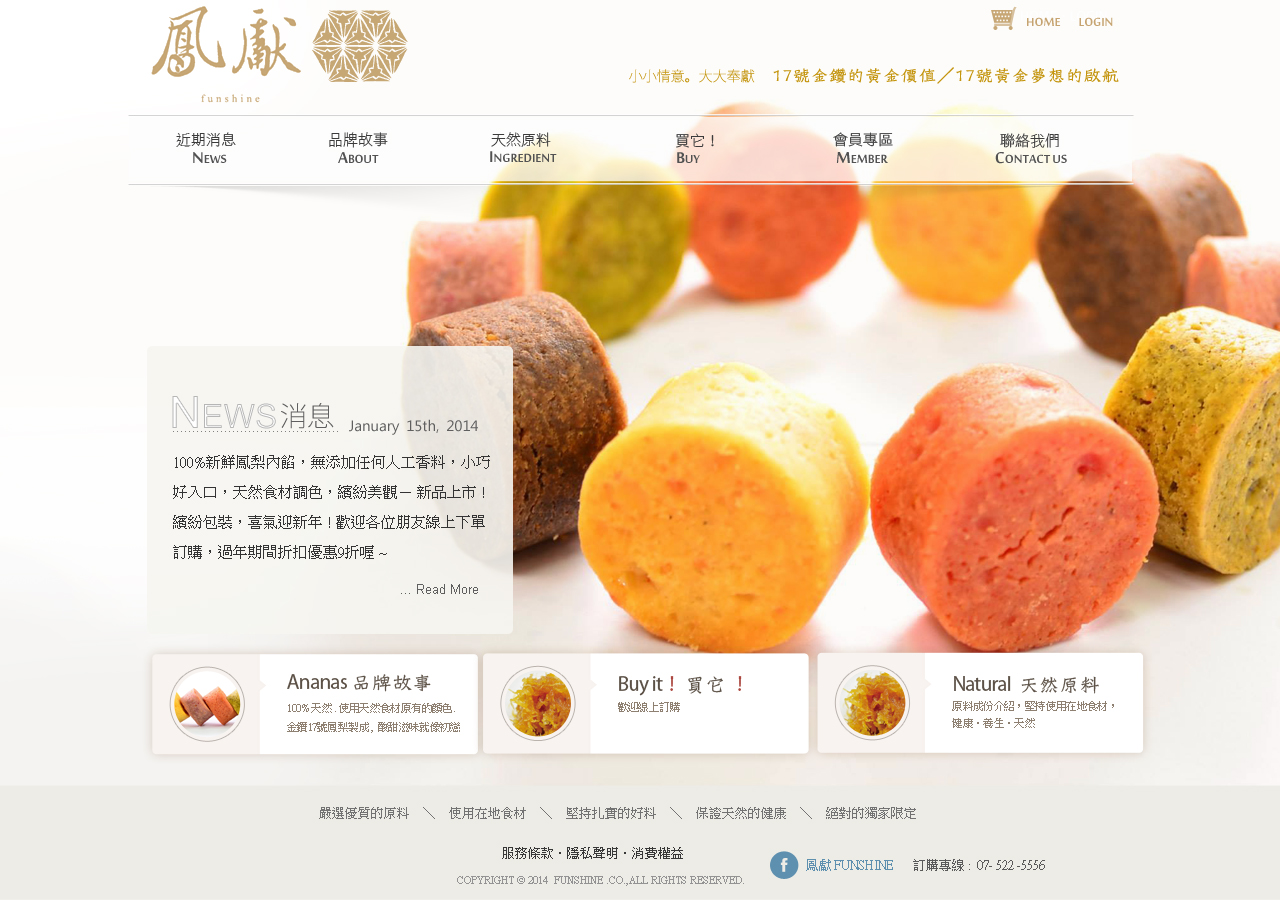 鳳獻
funshine
HOME LOGIN
小小情意。大大奉獻 17號金鑽的黃金價值／17號黃金夢想的啟航
近期消息 品牌故事 天然原料 買它！ 會員專區 聯絡我們
NEWS ABOUT INGREDIENT BUY MEMBER CONTACT US
NEWS 消息 January 15th, 2014
100%新鮮鳳梨內餡，無添加任何人工香料，小巧
好入口，天然食材調色，繽紛美觀－ 新品上市！
繽紛包裝，喜氣迎新年！歡迎各位朋友線上下單
訂購，過年期間折扣優惠9折喔～
... Read More
Ananas 品牌故事
100% 天然 . 使用天然食材原有的顏色 .
金鑽17號鳳梨製成, 酸甜滋味就像初戀
Buy it！買它！
歡迎線上訂購
Natural 天然原料
原料成份介紹，堅持使用在地食材，
健康‧養生‧天然
嚴選優質的原料 ＼ 使用在地食材 ＼ 堅持扎實的好料 ＼ 保證天然的健康 ＼ 絕對的獨家限定
服務條款‧隱私聲明‧消費權益
COPYRIGHT © 2014 FUNSHINE .CO.,ALL RIGHTS RESERVED.
f 鳳獻 FUNSHINE 訂購專線 : 07- 522 -5556